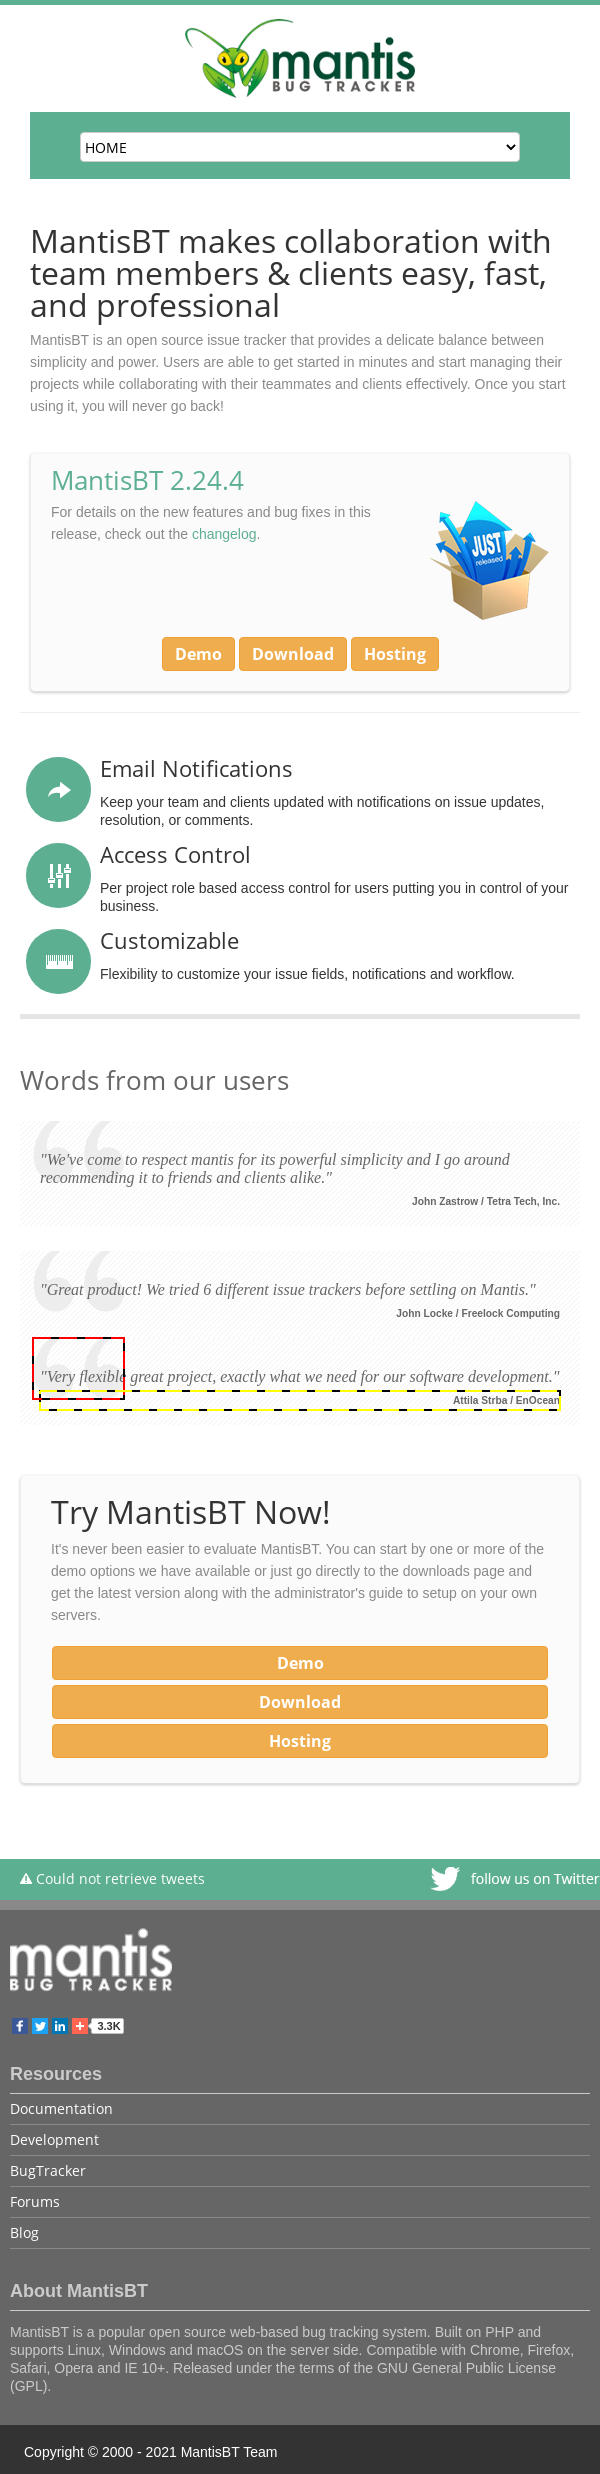 mantis
BUG TRACKER
HOME
MantisBT makes collaboration with
team members & clients easy, fast,
and professional
MantisBT is an open source issue tracker that provides a delicate balance between
simplicity and power. Users are able to get started in minutes and start managing their
projects while collaborating with their teammates and clients effectively. Once you start
using it, you will never go back!
MantisBT 2.24.4
For details on the new features and bug fixes in this
release, check out the changelog.
JUST
released
Demo Download Hosting
Email Notifications
Keep your team and clients updated with notifications on issue updates,
resolution, or comments.
Access Control
Per project role based access control for users putting you in control of your
business.
Customizable
Flexibility to customize your issue fields, notifications and workflow.
Words from our users
"We've come to respect mantis for its powerful simplicity and I go around
recommending it to friends and clients alike."
John Zastrow / Tetra Tech, Inc.
"Great product! We tried 6 different issue trackers before settling on Mantis."
John Locke / Freelock Computing
"Very flexible great project, exactly what we need for our software development."
Attila Strba / EnOcean
Try MantisBT Now!
It's never been easier to evaluate MantisBT. You can start by one or more of the
demo options we have available or just go directly to the downloads page and
get the latest version along with the administrator's guide to setup on your own
servers.
Demo
Download
Hosting
Could not retrieve tweets
follow us on Twitter
mantis
BUG TRACKER
3.3K
Resources
Documentation
Development
BugTracker
Forums
Blog
About MantisBT
MantisBT is a popular open source web-based bug tracking system. Built on PHP and
supports Linux, Windows and macOS on the server side. Compatible with Chrome, Firefox,
Safari, Opera and IE 10+. Released under the terms of the GNU General Public License
(GPL).
Copyright © 2000 - 2021 MantisBT Team